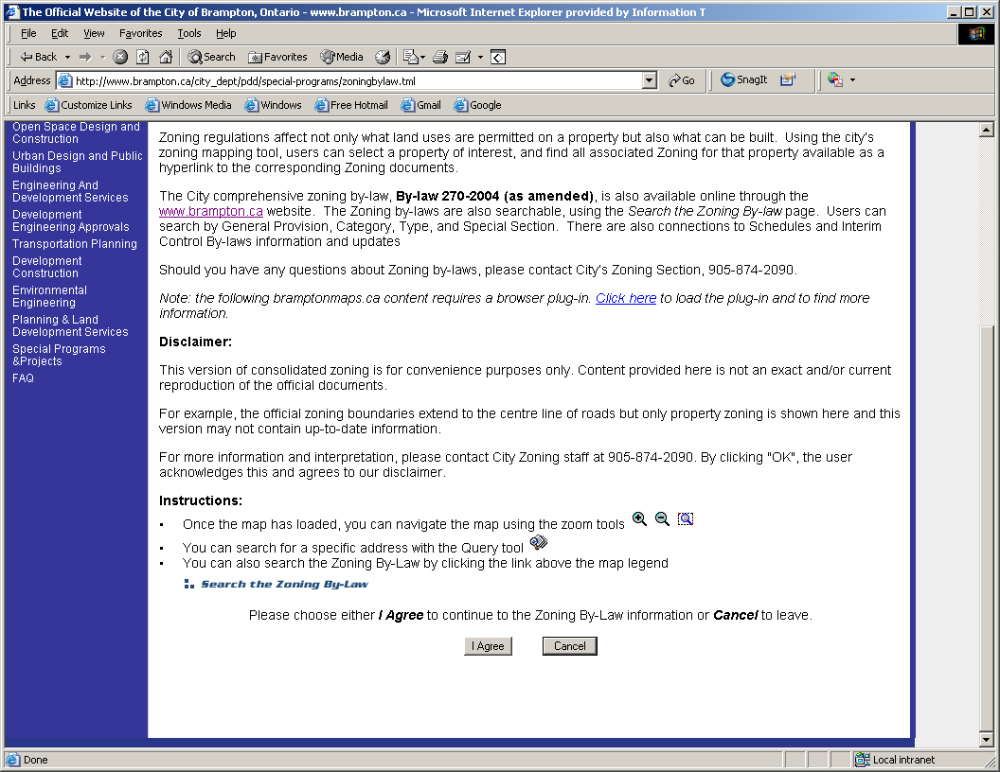 The Official Website of the City of Brampton, Ontario - www.brampton.ca - Microsoft Internet Explorer provided by Information T
File Edit View Favorites Tools Help
Back Search Favorites Media
Address http://www.brampton.ca/city_dept/pdd/special-programs/zoningbylaw.tml Go SnagIt
Links Customize Links Windows Media Windows Free Hotmail Gmail Google
Open Space Design and
Construction
Urban Design and Public
Buildings
Engineering And
Development Services
Development
Engineering Approvals
Transportation Planning
Development
Construction
Environmental
Engineering
Planning & Land
Development Services
Special Programs
&Projects
FAQ
Zoning regulations affect not only what land uses are permitted on a property but also what can be built. Using the city's
zoning mapping tool, users can select a property of interest, and find all associated Zoning for that property available as a
hyperlink to the corresponding Zoning documents.
The City comprehensive zoning by-law, By-law 270-2004 (as amended), is also available online through the
www.brampton.ca website. The Zoning by-laws are also searchable, using the Search the Zoning By-law page. Users can
search by General Provision, Category, Type, and Special Section. There are also connections to Schedules and Interim
Control By-laws information and updates
Should you have any questions about Zoning by-laws, please contact City's Zoning Section, 905-874-2090.
Note: the following bramptonmaps.ca content requires a browser plug-in. Click here to load the plug-in and to find more
information.
Disclaimer:
This version of consolidated zoning is for convenience purposes only. Content provided here is not an exact and/or current
reproduction of the official documents.
For example, the official zoning boundaries extend to the centre line of roads but only property zoning is shown here and this
version may not contain up-to-date information.
For more information and interpretation, please contact City Zoning staff at 905-874-2090. By clicking "OK", the user
acknowledges this and agrees to our disclaimer.
Instructions:
• Once the map has loaded, you can navigate the map using the zoom tools
• You can search for a specific address with the Query tool
• You can also search the Zoning By-Law by clicking the link above the map legend
Search the Zoning By-Law
Please choose either I Agree to continue to the Zoning By-Law information or Cancel to leave.
I Agree Cancel
Done Local intranet